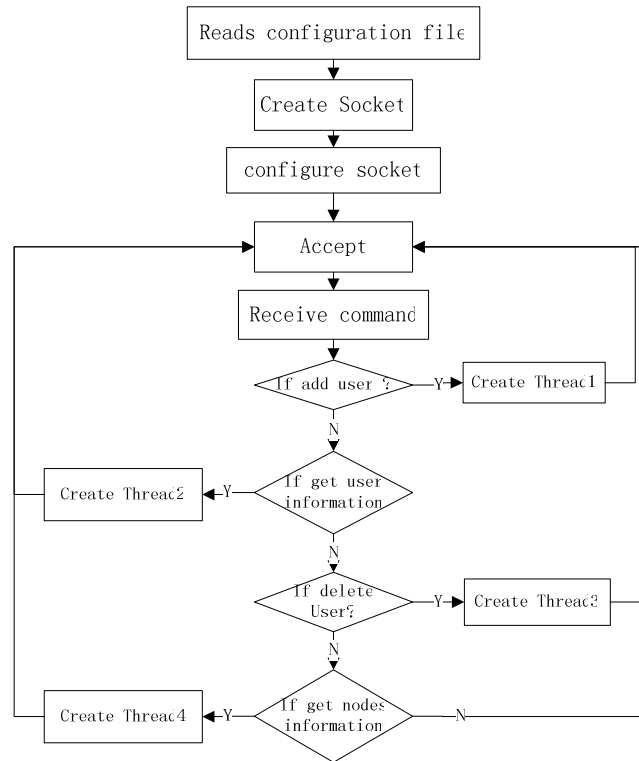 Reads configuration file
Create Socket
configure socket
Accept
Receive command
If add user ?
Y
Create Thread1
N
If get user
information
Y
Create Thread2
N
If delete
User?
Y
Create Thread3
N
If get nodes
information
Y
Create Thread4
N